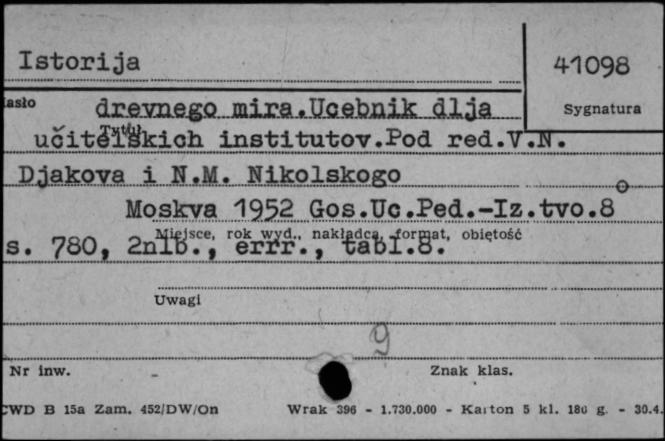 Istorija
41098
asło
drevnego mira.Ucebnik dlja
Sygnatura
Tytuł
učitelskich institutov.Pod red.V.N.
Djakova i N.M. Nikolskogo
Moskva 1952 Gos.Uc.Ped.-Iz.tvo.8°
Miejsce, rok wyd., nakładca, format, objętość
s. 780, 2nlb., errr., tabl.8.
Uwagi
9
Nr inw.
Znak klas.
CWD B 15a Zam. 452/DW/On
Wrak 396 - 1.730.000 - Karton 5 kl. 180 g. - 30.4.